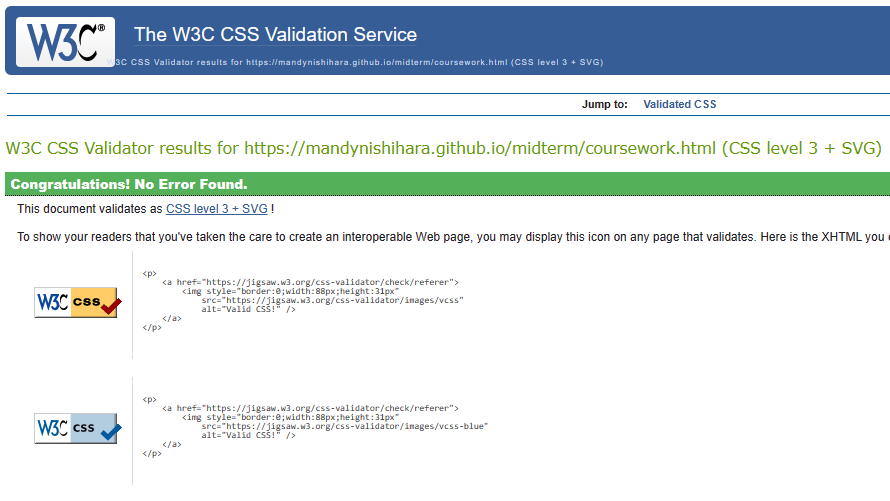 W3C®
The W3C CSS Validation Service
W3C CSS Validator results for https://mandynishihara.github.io/midterm/coursework.html (CSS level 3 + SVG)
Jump to: Validated CSS
W3C CSS Validator results for https://mandynishihara.github.io/midterm/coursework.html (CSS level 3 + SVG)
Congratulations! No Error Found.
This document validates as CSS level 3 + SVG !
To show your readers that you've taken the care to create an interoperable Web page, you may display this icon on any page that validates. Here is the XHTML you
W3C css
<p>
<a href="https://jigsaw.w3.org/css-validator/check/referer">
<img style="border:0;width:88px;height:31px"
src="https://jigsaw.w3.org/css-validator/images/vcss"
alt="Valid CSS!" />
</a>
</p>
W3C css
<p>
<a href="https://jigsaw.w3.org/css-validator/check/referer">
<img style="border:0;width:88px;height:31px"
src="https://jigsaw.w3.org/css-validator/images/vcss-blue"
alt="Valid CSS!" />
</a>
</p>